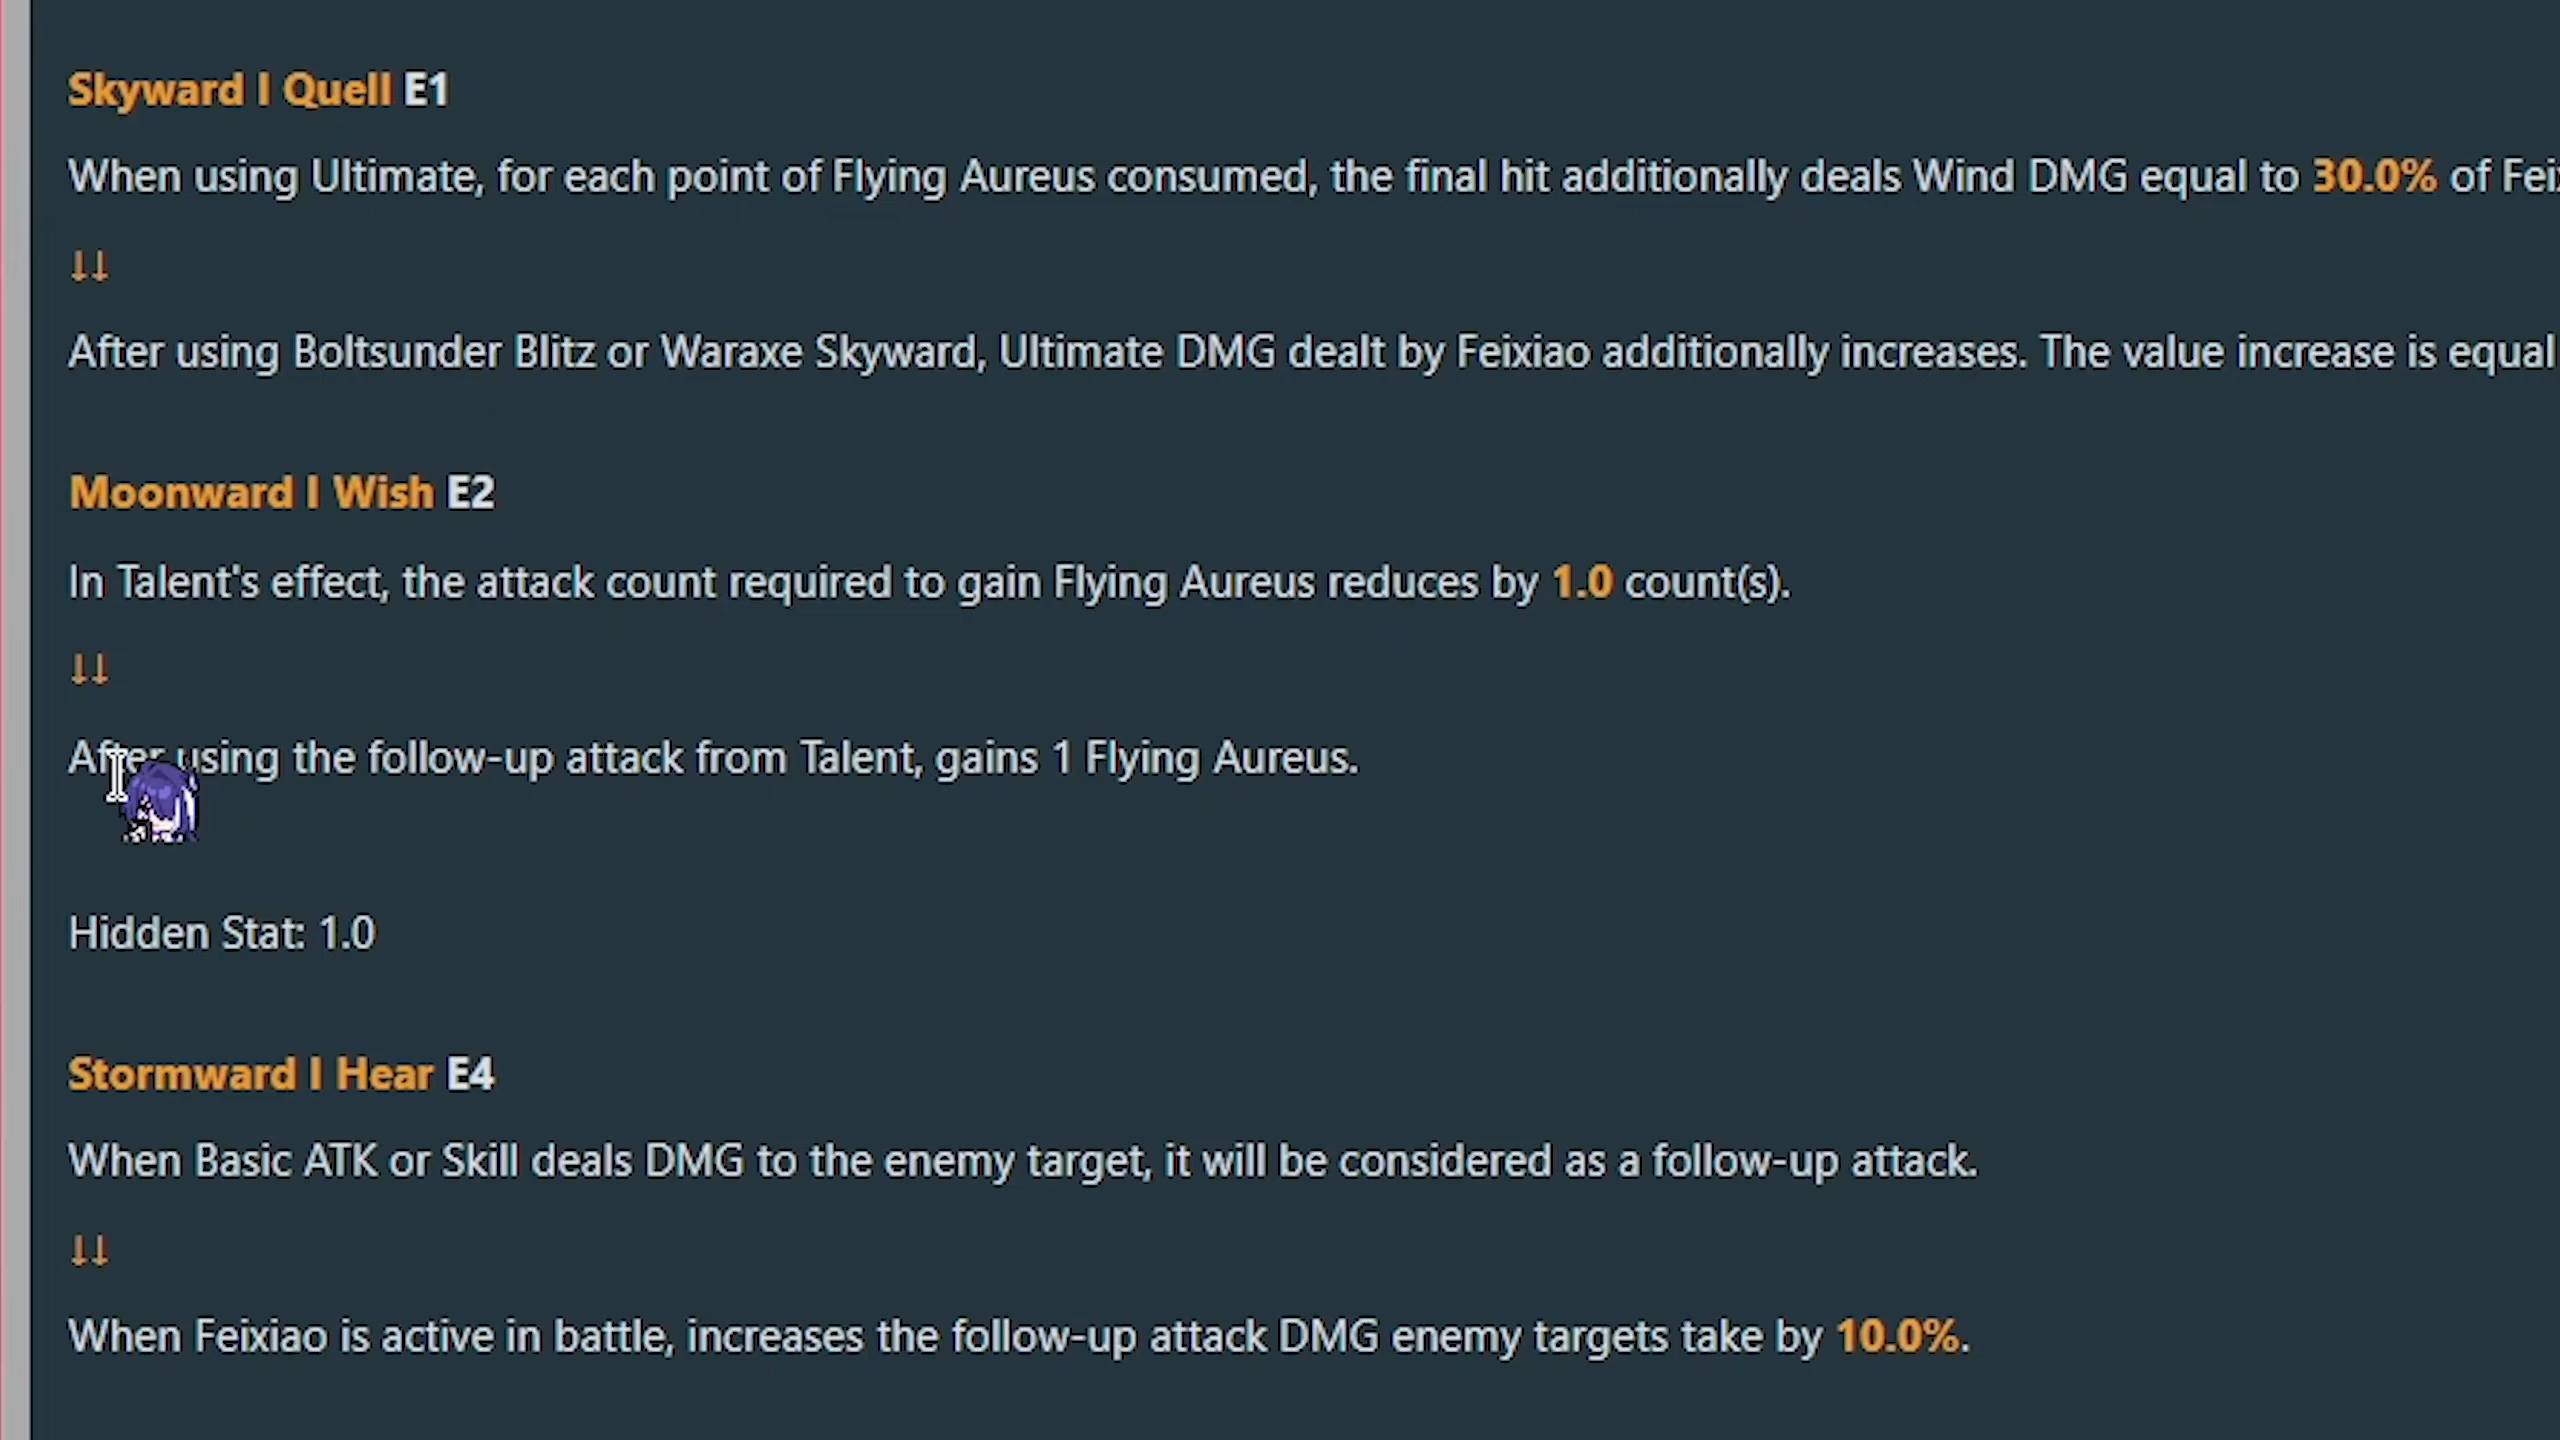 Skyward I Quell E1
When using Ultimate, for each point of Flying Aureus consumed, the final hit additionally deals Wind DMG equal to 30.0% of Fei
↓↓
After using Boltsunder Blitz or Waraxe Skyward, Ultimate DMG dealt by Feixiao additionally increases. The value increase is equal
Moonward I Wish E2
In Talent's effect, the attack count required to gain Flying Aureus reduces by 1.0 count(s).
↓↓
After using the follow-up attack from Talent, gains 1 Flying Aureus.
Hidden Stat: 1.0
Stormward I Hear E4
When Basic ATK or Skill deals DMG to the enemy target, it will be considered as a follow-up attack.
↓↓
When Feixiao is active in battle, increases the follow-up attack DMG enemy targets take by 10.0%.